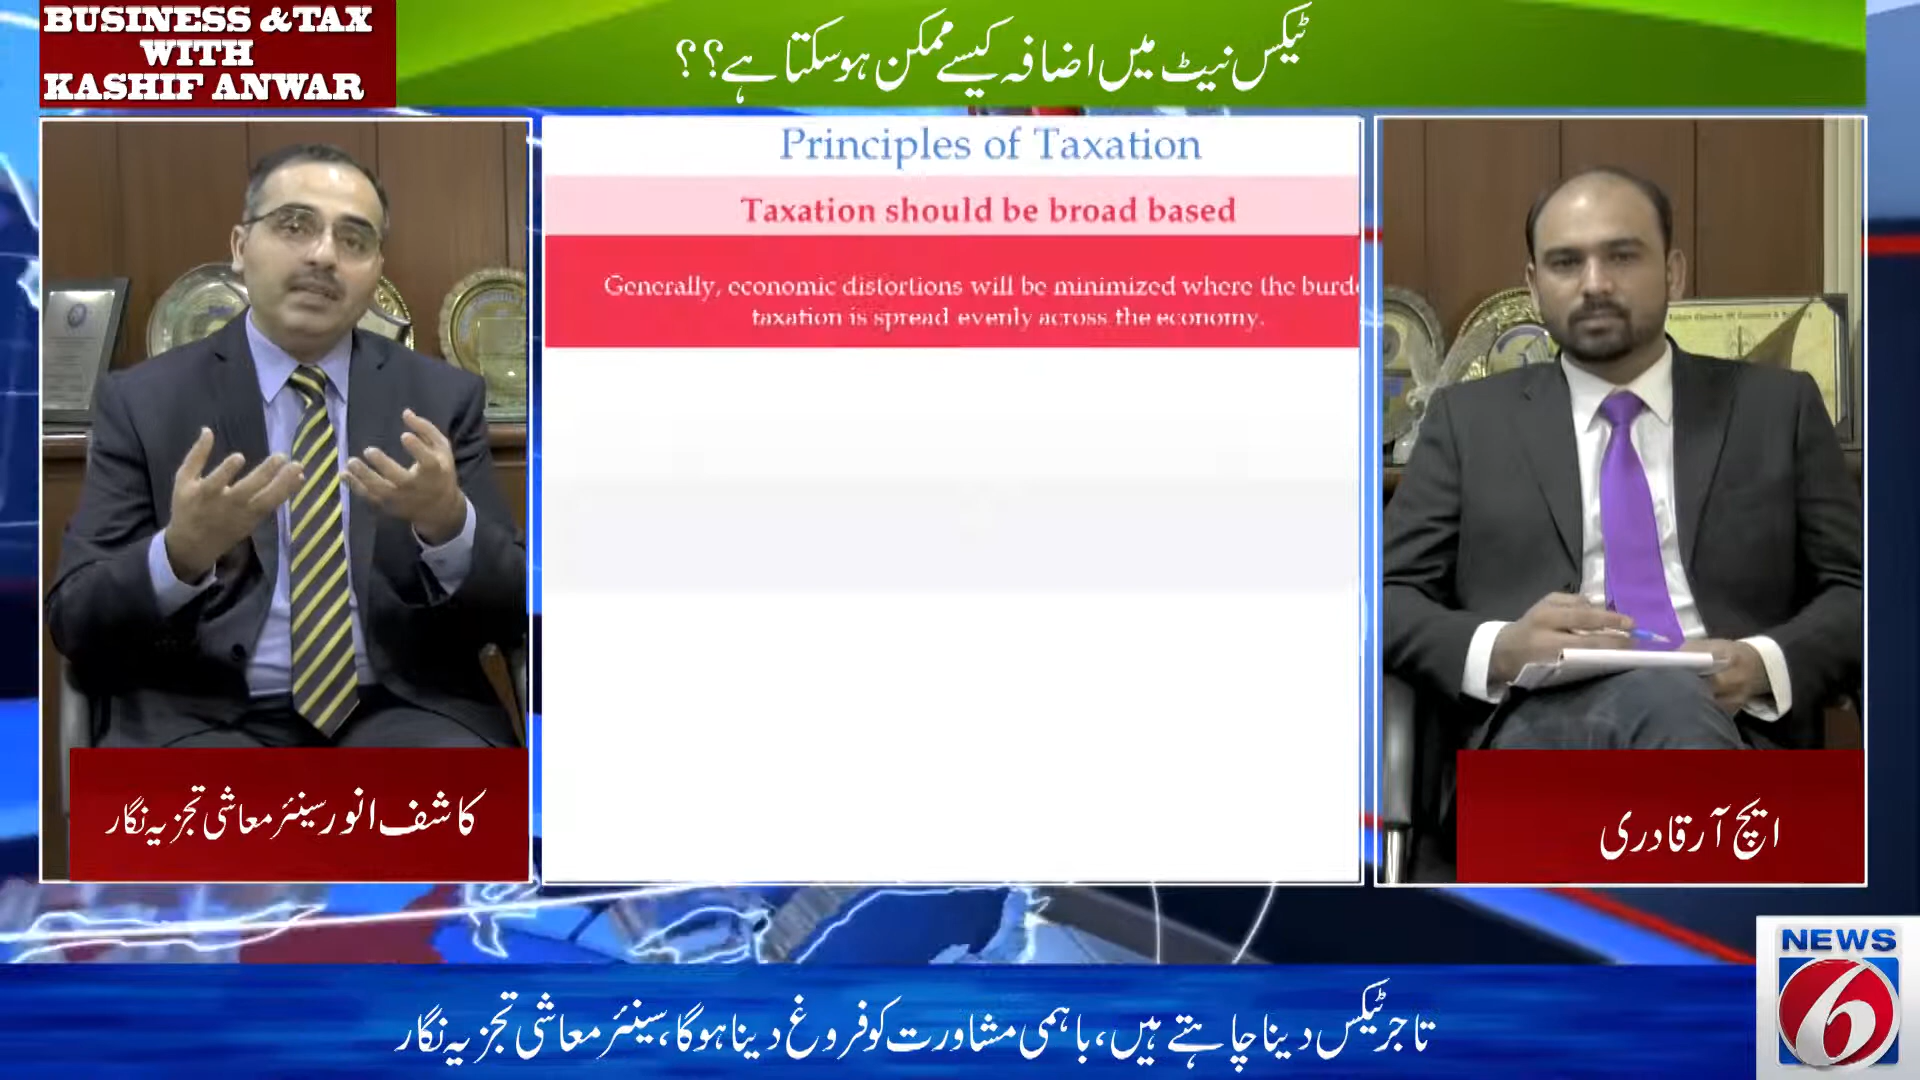 BUSINESS & TAX
WITH
KASHIF ANWAR
ٹیکس نیٹ میں اضافہ کیسے ممکن ہوسکتا ہے؟؟
Principles of Taxation
Taxation should be broad based
Generally, economic distortions will be minimized where the burde
taxation is spread evenly across the economy.
کاشف انور سینئر معاشی تجزیہ نگار
ایچ آر قادری
NEWS
6
تاجر ٹیکس دینا چاہتے ہیں، باہمی مشاورت کو فروغ دینا ہوگا، سینئر معاشی تجزیہ نگار